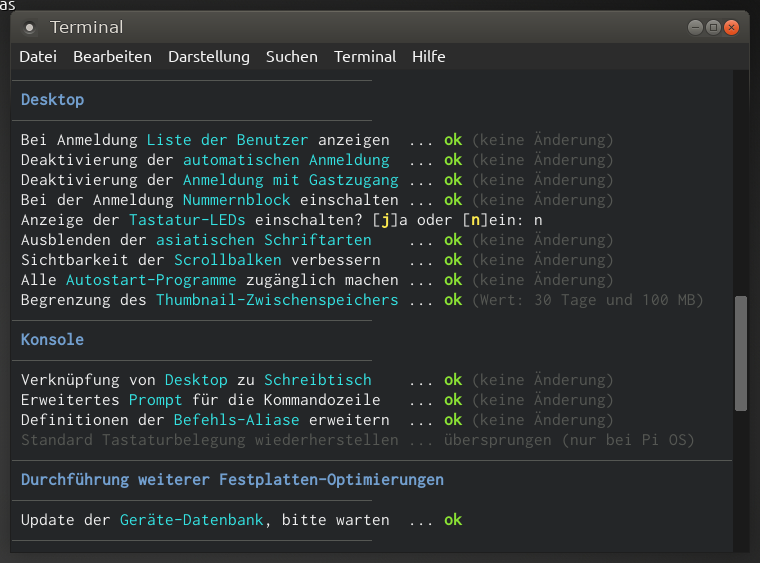 as
Terminal
Datei Bearbeiten Darstellung Suchen Terminal Hilfe
Desktop
Bei Anmeldung Liste der Benutzer anzeigen ... ok (keine Änderung)
Deaktivierung der automatischen Anmeldung ... ok (keine Änderung)
Deaktivierung der Anmeldung mit Gastzugang ... ok (keine Änderung)
Bei der Anmeldung Nummernblock einschalten ... ok (keine Änderung)
Anzeige der Tastatur-LEDs einschalten? [j]a oder [n]ein: n
Ausblenden der asiatischen Schriftarten ... ok (keine Änderung)
Sichtbarkeit der Scrollbalken verbessern ... ok (keine Änderung)
Alle Autostart-Programme zugänglich machen ... ok (keine Änderung)
Begrenzung des Thumbnail-Zwischenspeichers ... ok (Wert: 30 Tage und 100 MB)
Konsole
Verknüpfung von Desktop zu Schreibtisch ... ok (keine Änderung)
Erweitertes Prompt für die Kommandozeile ... ok (keine Änderung)
Definitionen der Befehls-Aliase erweitern ... ok (keine Änderung)
Standard Tastaturbelegung wiederherstellen ... übersprungen (nur bei Pi OS)
Durchführung weiterer Festplatten-Optimierungen
Update der Geräte-Datenbank, bitte warten ... ok